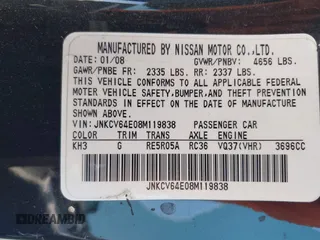 MANUFACTURED BY NISSAN MOTOR CO.,LTD.
DATE: 01/08 GVWR/PNBV: 4656 LBS.
GAWR/PNBE FR: 2335 LBS. RR: 2337 LBS.
THIS VEHICLE CONFORMS TO ALL APPLICABLE FEDERAL
MOTOR VEHICLE SAFETY,BUMPER,AND THEFT PREVENTION
STANDARDS IN EFFECT ON THE DATE OF MANUFACTURE
SHOWN ABOVE.
VIN:JNKCV64E08M119838 PASSENGER CAR
COLOR TRIM TRANS AXLE ENGINE
KH3 G RE5R05A RC36 VQ37(VHR) 3696CC
JNKCV64E08M119838
DREAMBID